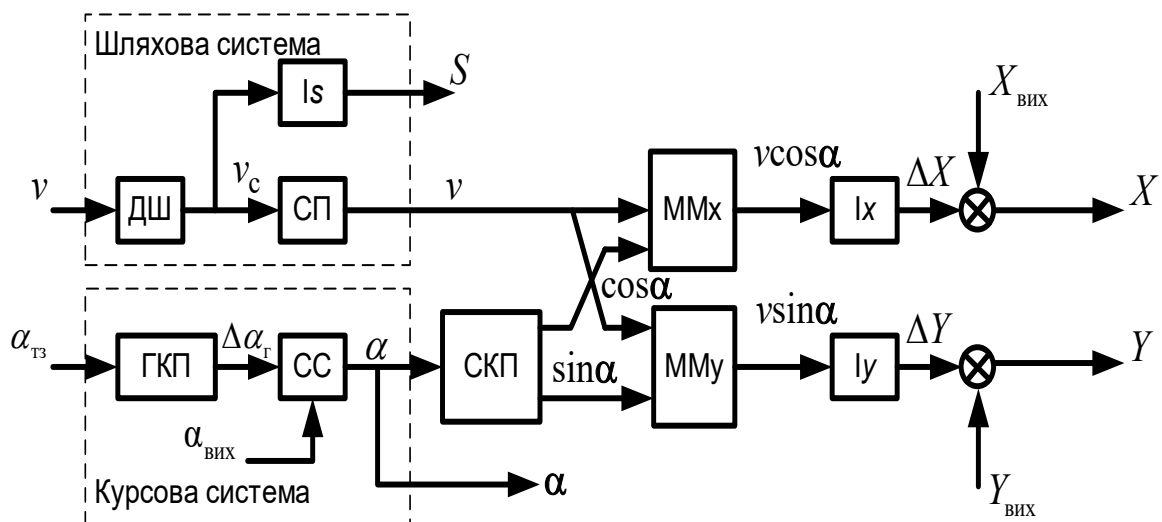 Шляхова система
Is
S
v
ДШ
vс
СП
v
ММx
vcosα
Ix
ΔX
Xвих
X
cosα
αтз
ГКП
Δαг
СС
α
СКП
sinα
ММy
vsinα
Iy
ΔY
Y
αвих
α
Yвих
Курсова система